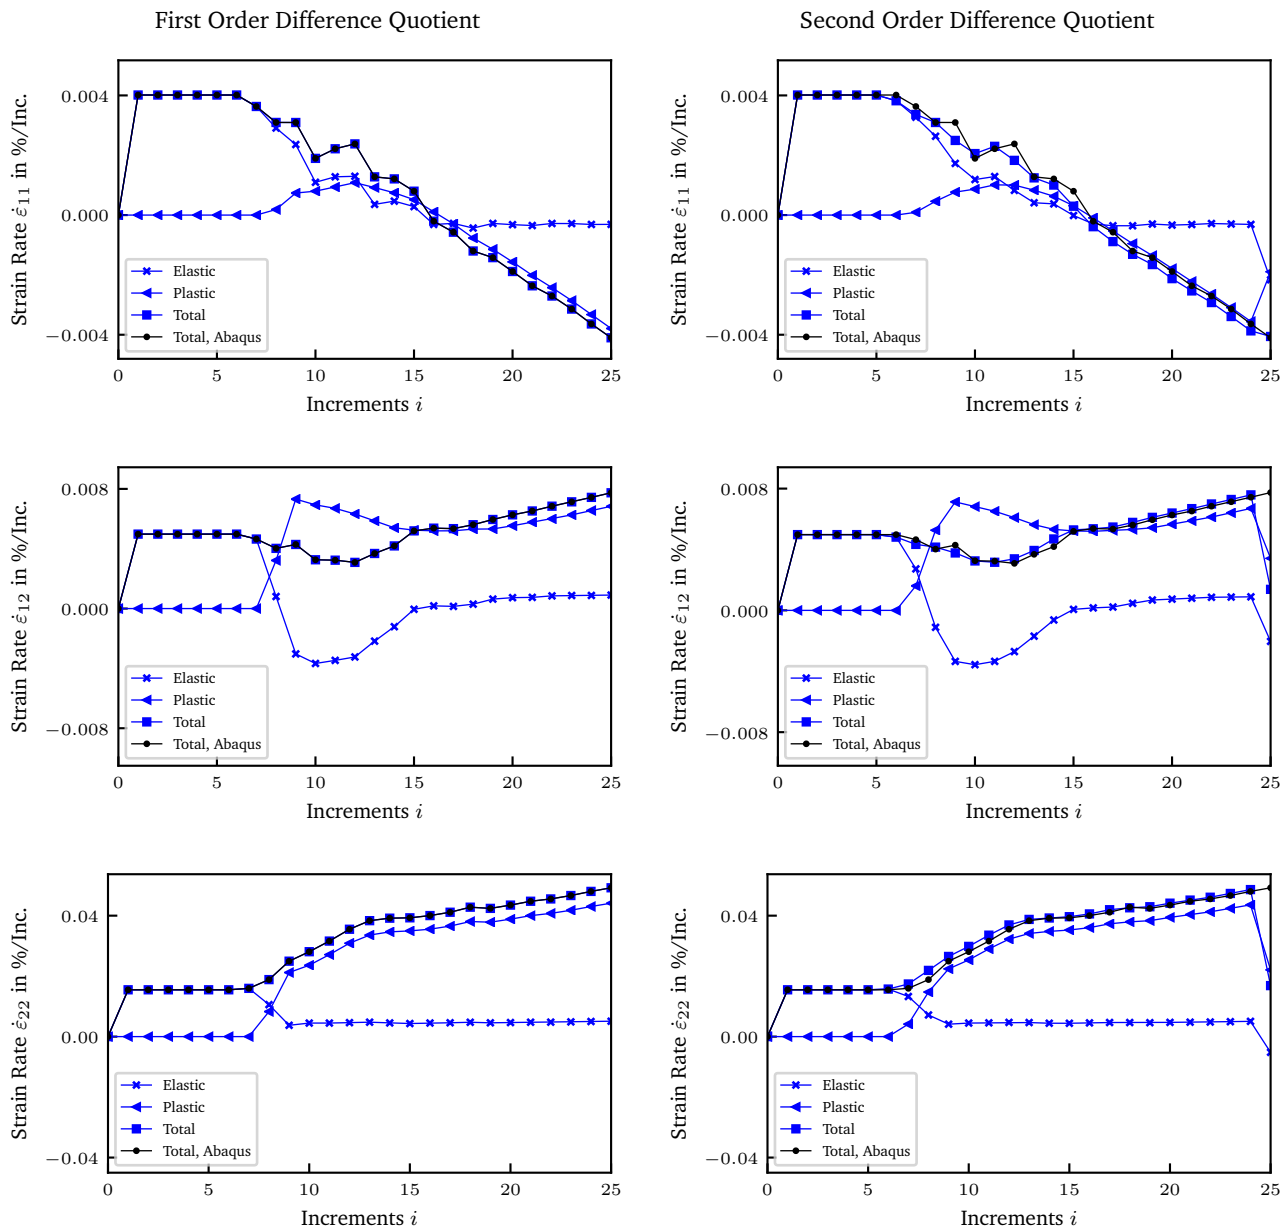 First Order Difference Quotient
Second Order Difference Quotient
Strain Rate ε̇₁₁ in %/Inc.
0.004
0.000
−0.004
Elastic
Plastic
Total
Total, Abaqus
0 5 10 15 20 25
Increments i
Strain Rate ε̇₁₁ in %/Inc.
0.004
0.000
−0.004
Elastic
Plastic
Total
Total, Abaqus
0 5 10 15 20 25
Increments i
Strain Rate ε̇₁₂ in %/Inc.
0.008
0.000
−0.008
Elastic
Plastic
Total
Total, Abaqus
0 5 10 15 20 25
Increments i
Strain Rate ε̇₁₂ in %/Inc.
0.008
0.000
−0.008
Elastic
Plastic
Total
Total, Abaqus
0 5 10 15 20 25
Increments i
Strain Rate ε̇₂₂ in %/Inc.
0.04
0.00
−0.04
Elastic
Plastic
Total
Total, Abaqus
0 5 10 15 20 25
Increments i
Strain Rate ε̇₂₂ in %/Inc.
0.04
0.00
−0.04
Elastic
Plastic
Total
Total, Abaqus
0 5 10 15 20 25
Increments i